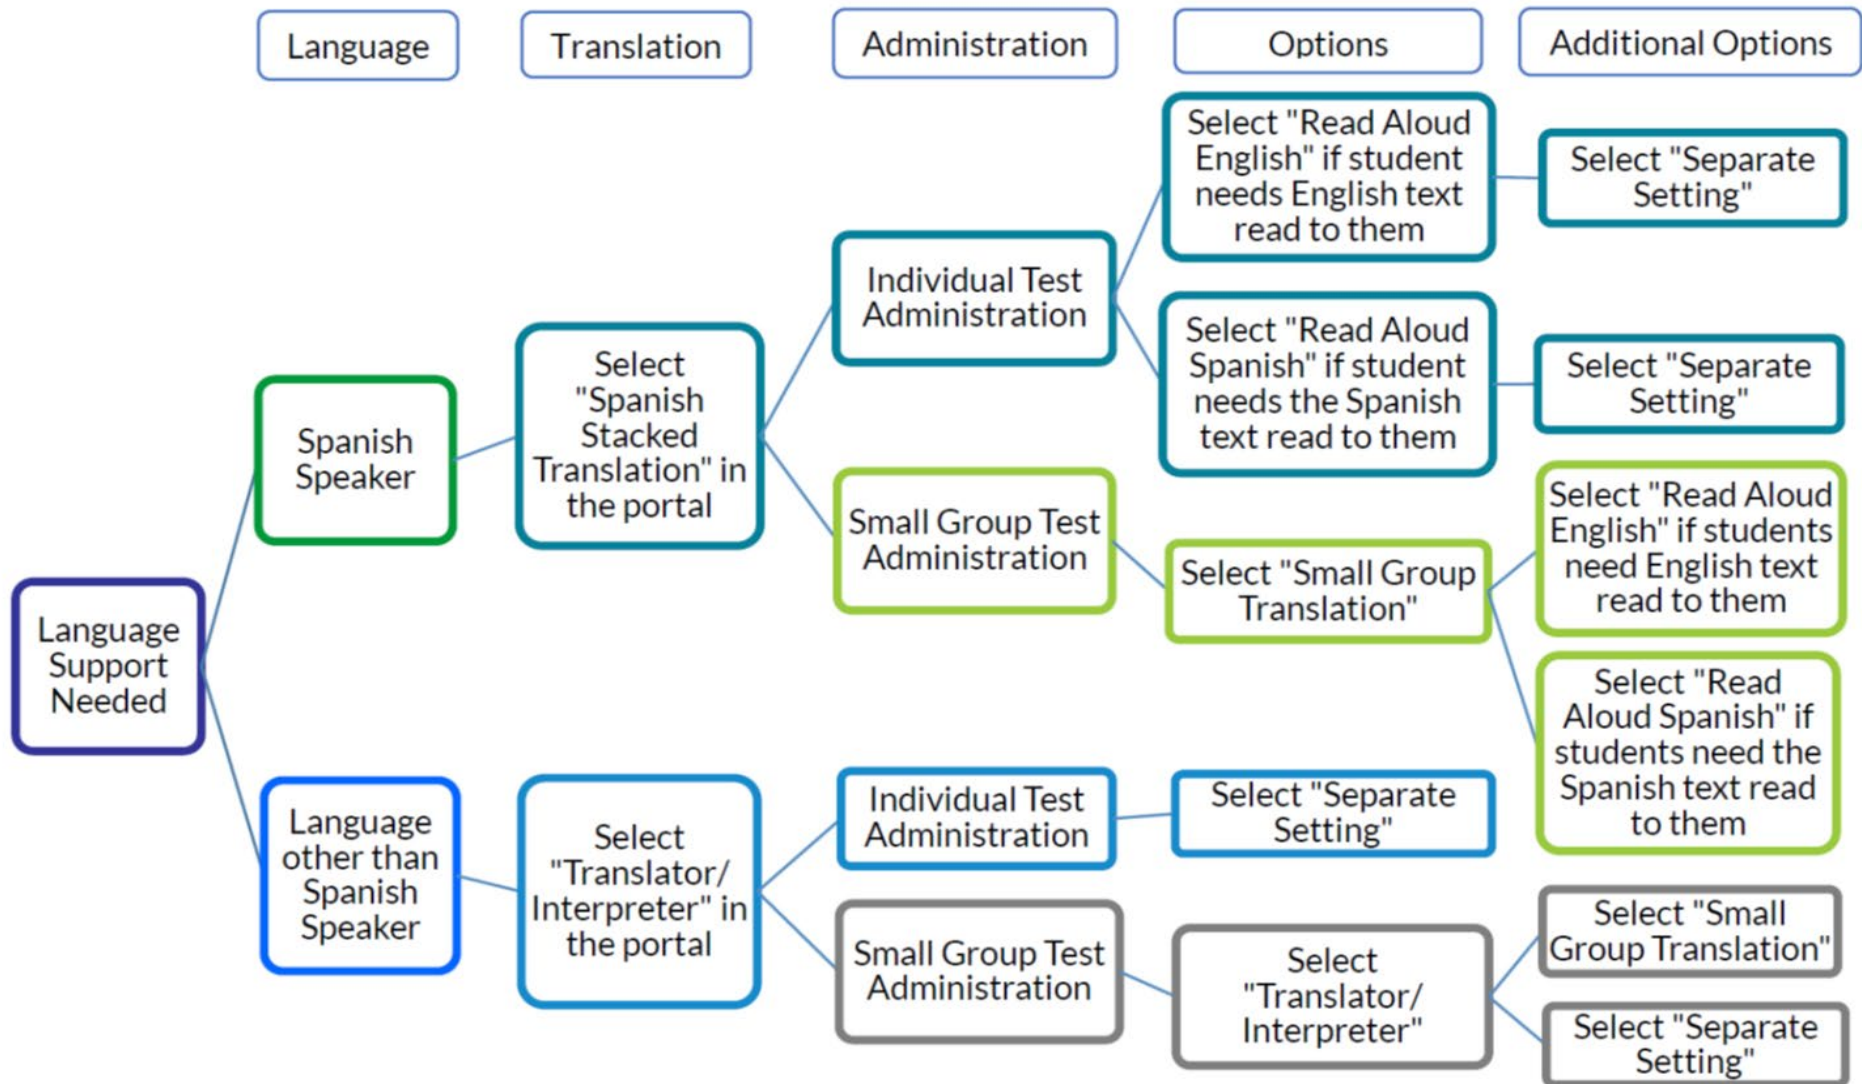 Language
Translation
Administration
Options
Additional Options
Language
Support
Needed
Spanish
Speaker
Select
"Spanish
Stacked
Translation" in
the portal
Individual Test
Administration
Select "Read Aloud
English" if student
needs English text
read to them
Select "Separate
Setting"
Select "Read Aloud
Spanish" if student
needs the Spanish
text read to them
Select "Separate
Setting"
Small Group Test
Administration
Select "Small Group
Translation"
Select "Read Aloud
English" if students
need English text
read to them
Select "Read
Aloud Spanish" if
students need the
Spanish text read
to them
Language
other than
Spanish
Speaker
Select
"Translator/
Interpreter" in
the portal
Individual Test
Administration
Select "Separate
Setting"
Small Group Test
Administration
Select
"Translator/
Interpreter"
Select "Small
Group Translation"
Select "Separate
Setting"